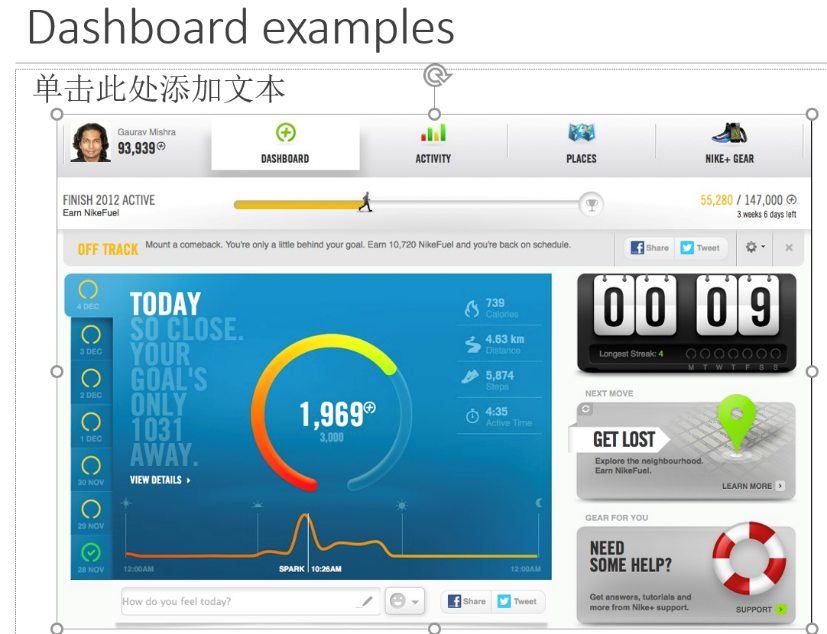 Dashboard examples
单击此处添加文本
Gaurav Mishra
93,939
DASHBOARD
ACTIVITY
PLACES
NIKE+ GEAR
FINISH 2012 ACTIVE
Earn NikeFuel
55,280 / 147,000
3 weeks 6 days left
OFF TRACK
Mount a comeback. You're only a little behind your goal. Earn 10,720 NikeFuel and you're back on schedule.
Share
Tweet
4 DEC
3 DEC
2 DEC
1 DEC
30 NOV
29 NOV
28 NOV
TODAY
SO CLOSE.
YOUR
GOAL'S
ONLY
1031
AWAY.
VIEW DETAILS
1,969
3,000
739
Calories
4.63 km
Distance
5,874
Steps
4:35
Active Time
12:00AM
SPARK 10:26AM
12:00AM
How do you feel today?
Share
Tweet
00 09
Longest Streak: 4
M T W T F S S
NEXT MOVE
GET LOST
Explore the neighbourhood.
Earn NikeFuel.
LEARN MORE
GEAR FOR YOU
NEED
SOME HELP?
Get answers, tutorials and
more from Nike+ support.
SUPPORT